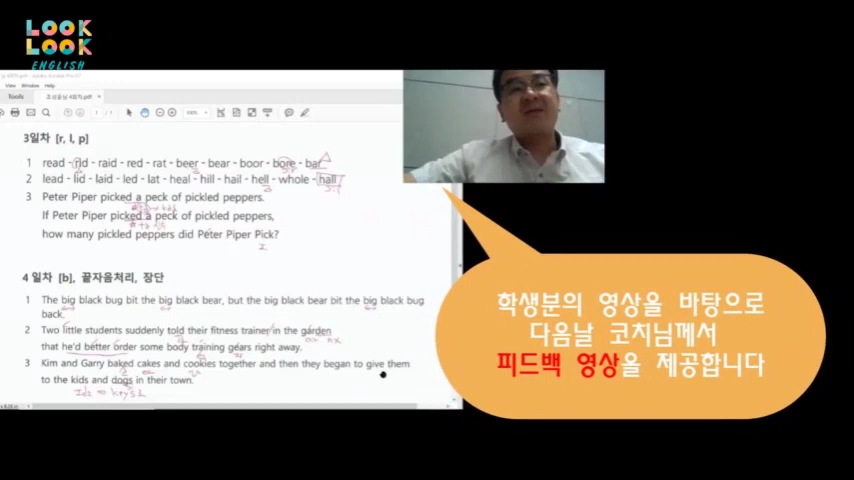 LOOK
LOOK
ENGLISH
View Window Help
Tools
3일차 [r, l, p]
1 read - rid - raid - red - rat - beer - bear - boor - bore - bar
2 lead - lid - laid - led - lat - heal - hill - hail - hell - whole - hall
3 Peter Piper picked a peck of pickled peppers.
If Peter Piper picked a peck of pickled peppers,
how many pickled peppers did Peter Piper Pick?
4 일차 [b], 끝자음처리, 장단
1 The big black bug bit the big black bear, but the big black bear bit the big black bug
back.
2 Two little students suddenly told their fitness trainer in the garden
that he'd better order some body training gears right away.
3 Kim and Garry baked cakes and cookies together and then they began to give them
to the kids and dogs in their town.
학생분의 영상을 바탕으로
다음날 코치님께서
피드백 영상을 제공합니다